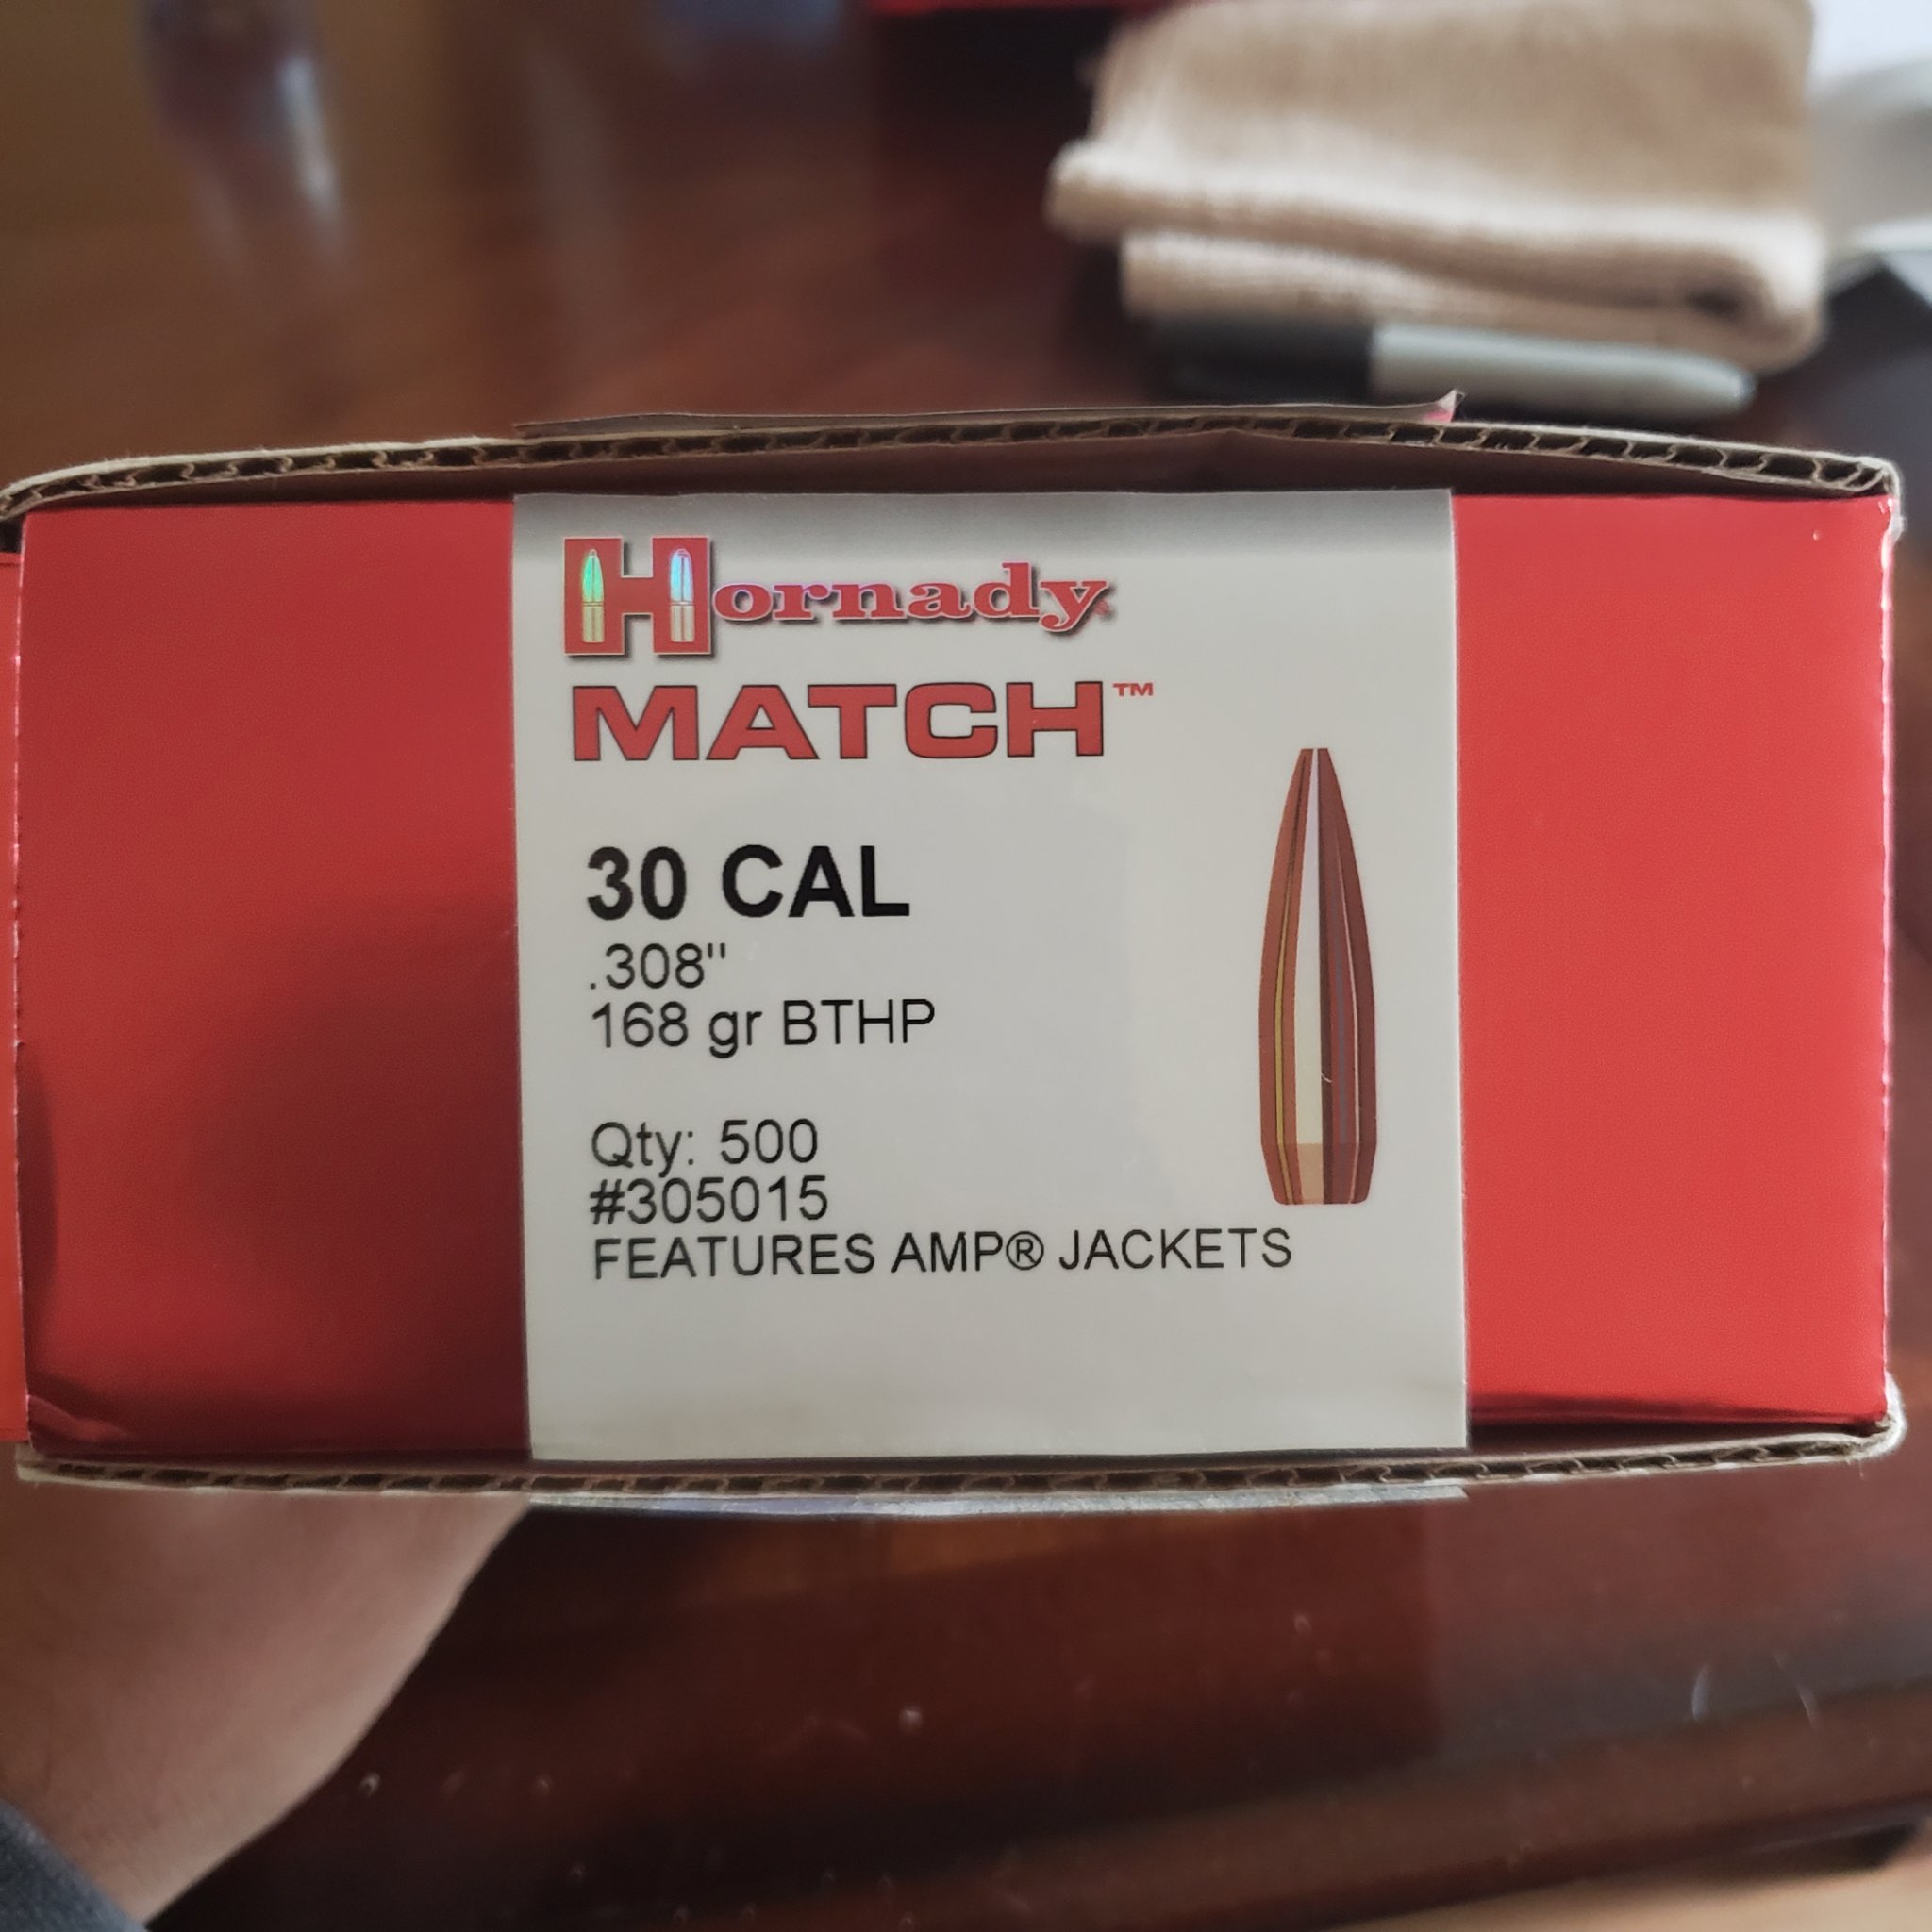 Hornady
MATCH™
30 CAL
.308"
168 gr BTHP
Qty: 500
#305015
FEATURES AMP® JACKETS